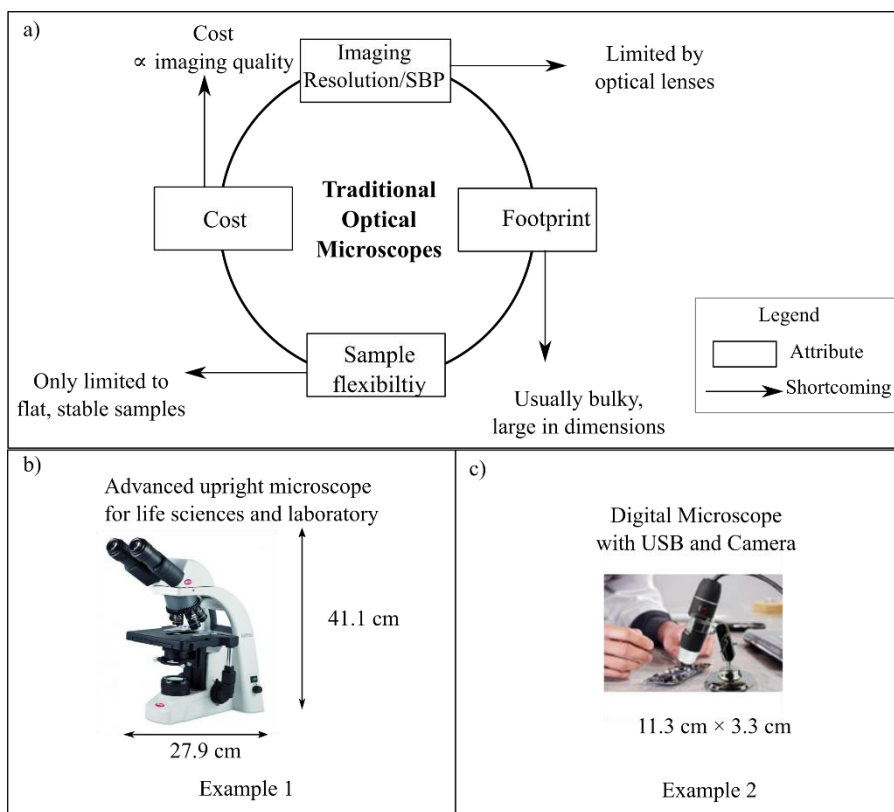 a)
Cost
∝ imaging quality
Imaging
Resolution/SBP
Limited by
optical lenses
Cost
Traditional
Optical
Microscopes
Footprint
Sample
flexibiltiy
Only limited to
flat, stable samples
Usually bulky,
large in dimensions
Legend
Attribute
Shortcoming
b)
Advanced upright microscope
for life sciences and laboratory
41.1 cm
27.9 cm
Example 1
c)
Digital Microscope
with USB and Camera
11.3 cm × 3.3 cm
Example 2